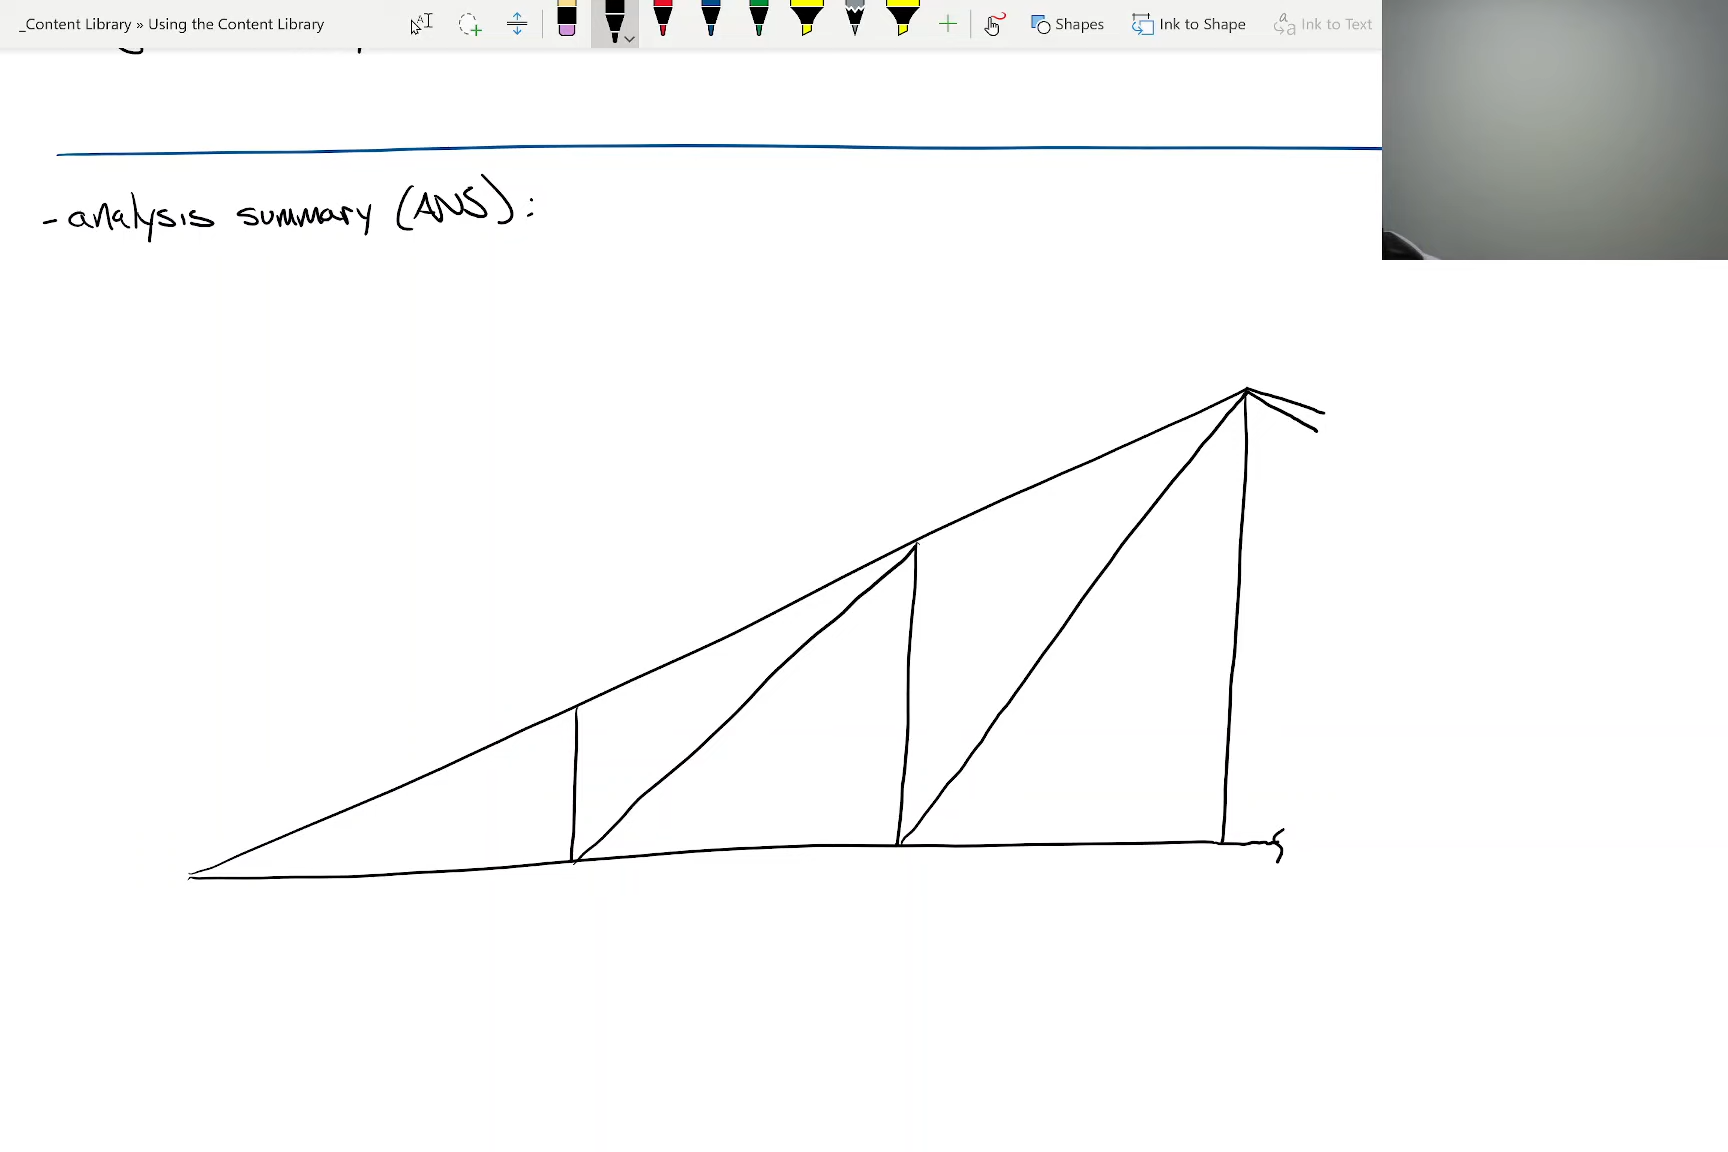 _Content Library » Using the Content Library
Shapes
Ink to Shape
Ink to Text
- analysis summary (ANS):